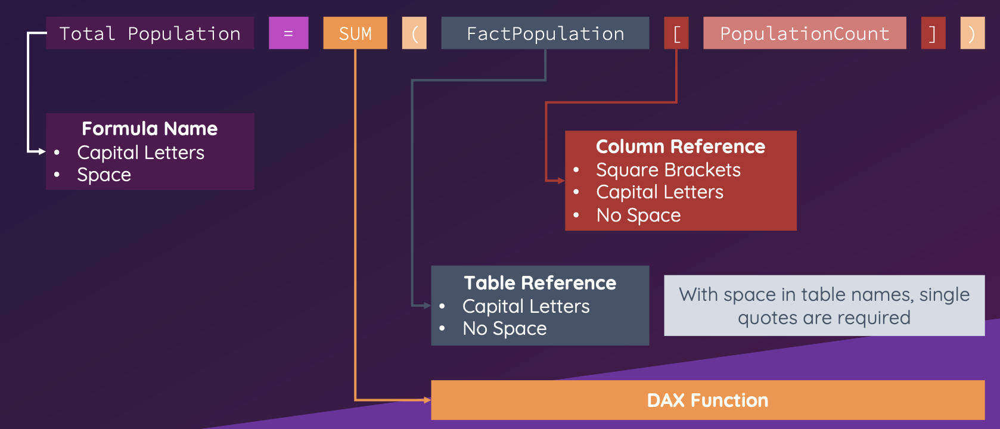 Total Population = SUM ( FactPopulation [ PopulationCount ] )
Formula Name
• Capital Letters
• Space
Column Reference
• Square Brackets
• Capital Letters
• No Space
Table Reference
• Capital Letters
• No Space
With space in table names, single
quotes are required
DAX Function